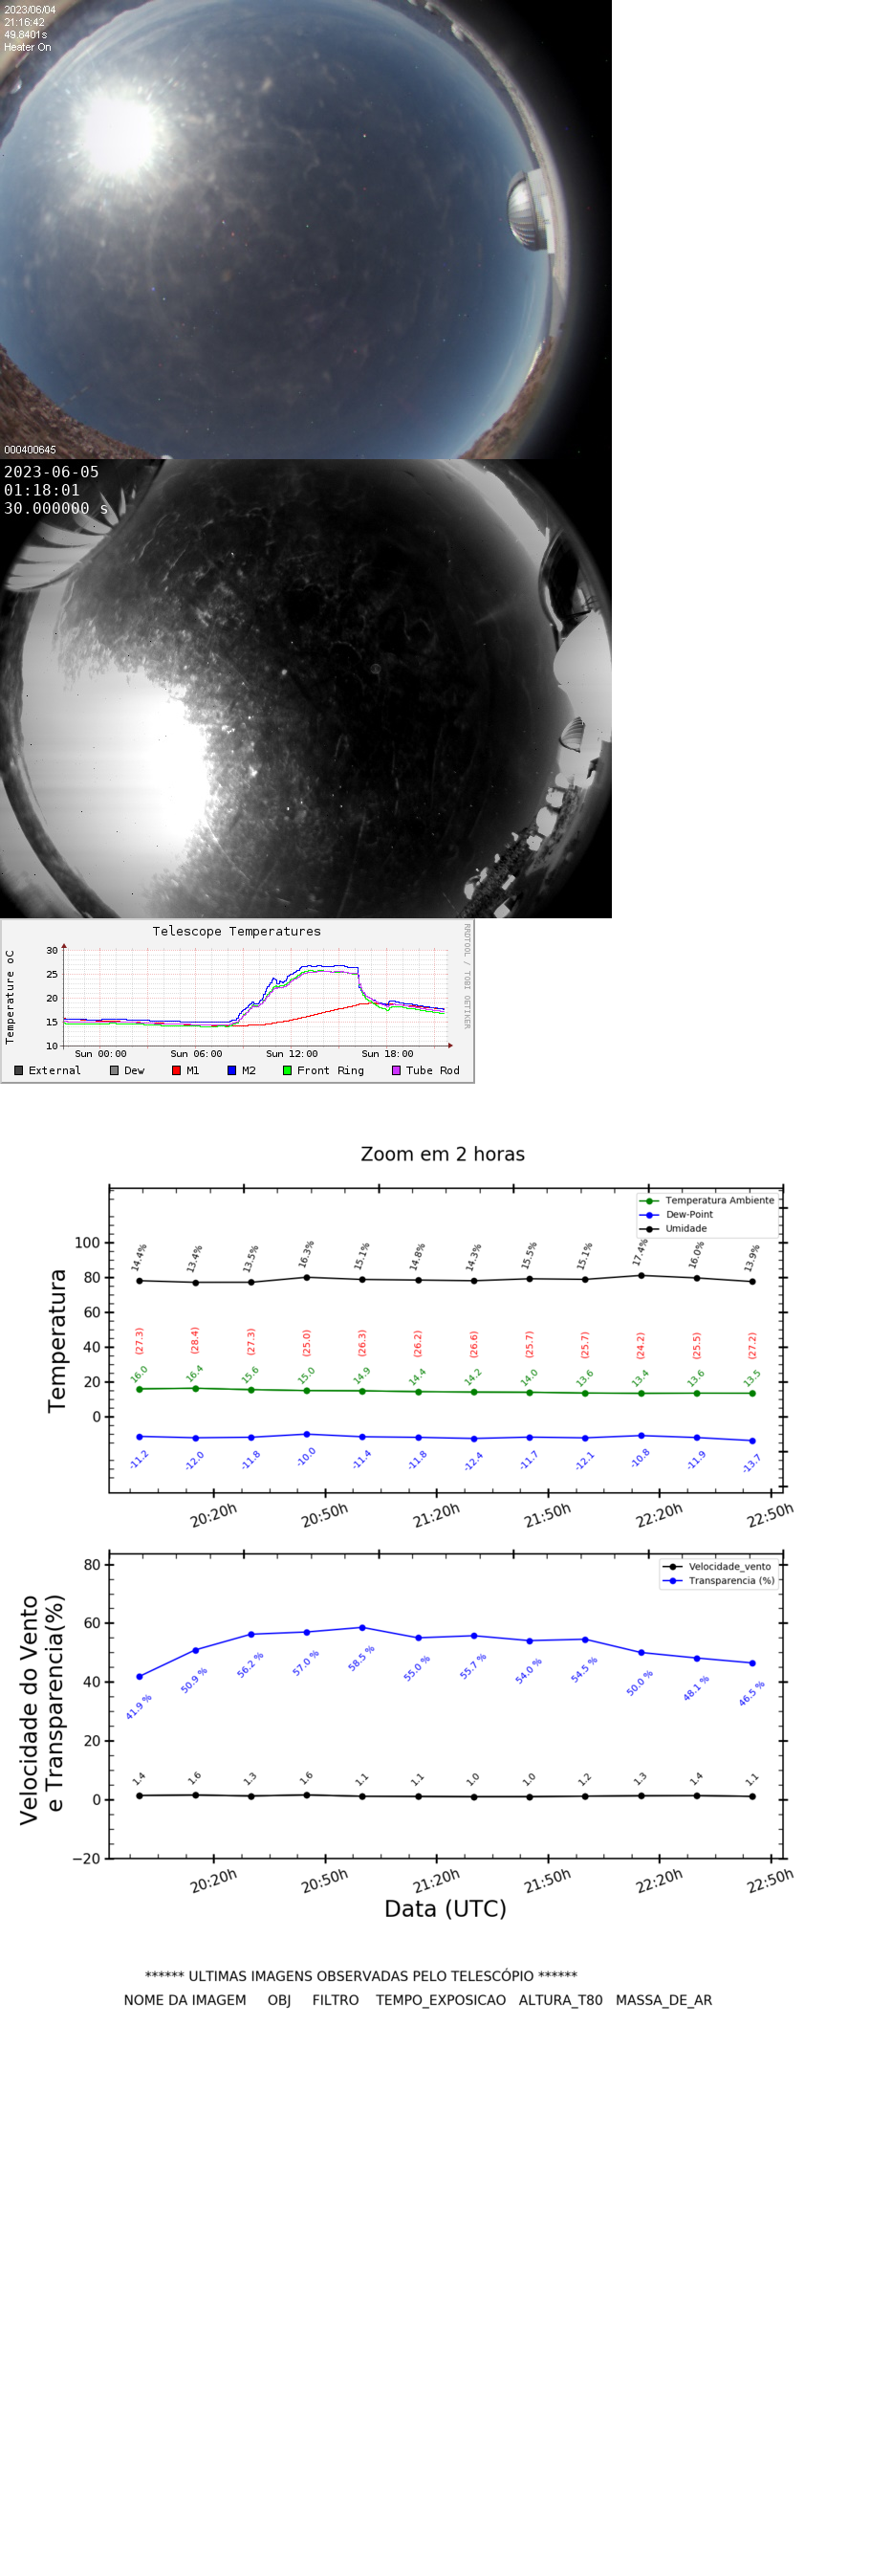 2023/06/04
21:16:42
49.8401s
Heater On
000400645
2023-06-05
01:18:01
30.000000 s
Telescope Temperatures
RRDTOOL / TOBI OETIKER
Temperature oC
30
25
20
15
10
Sun 00:00 Sun 06:00 Sun 12:00 Sun 18:00
External Dew M1 M2 Front Ring Tube Rod
Zoom em 2 horas
Temperatura Ambiente
Dew-Point
Umidade
Temperatura
100
80
60
40
20
0
14.4% 13.4% 13.5% 16.3% 15.1% 14.8% 14.3% 15.5% 15.1% 17.4% 16.0% 13.9%
(27.3) (28.4) (27.3) (25.0) (26.3) (26.2) (26.6) (25.7) (25.7) (24.2) (25.5) (27.2)
16.0 16.4 15.6 15.0 14.9 14.4 14.2 14.0 13.6 13.4 13.6 13.5
-11.2 -12.0 -11.8 -10.0 -11.4 -11.8 -12.4 -11.7 -12.1 -10.8 -11.9 -13.7
20:20h 20:50h 21:20h 21:50h 22:20h 22:50h
Velocidade_vento
Transparencia (%)
Velocidade do Vento
e Transparencia(%)
80
60
40
20
0
−20
41.9 % 50.9 % 56.2 % 57.0 % 58.5 % 55.0 % 55.7 % 54.0 % 54.5 % 50.0 % 48.1 % 46.5 %
1.4 1.6 1.3 1.6 1.1 1.1 1.0 1.0 1.2 1.3 1.4 1.1
20:20h 20:50h 21:20h 21:50h 22:20h 22:50h
Data (UTC)
****** ULTIMAS IMAGENS OBSERVADAS PELO TELESCÓPIO ******
NOME DA IMAGEM OBJ FILTRO TEMPO_EXPOSICAO ALTURA_T80 MASSA_DE_AR